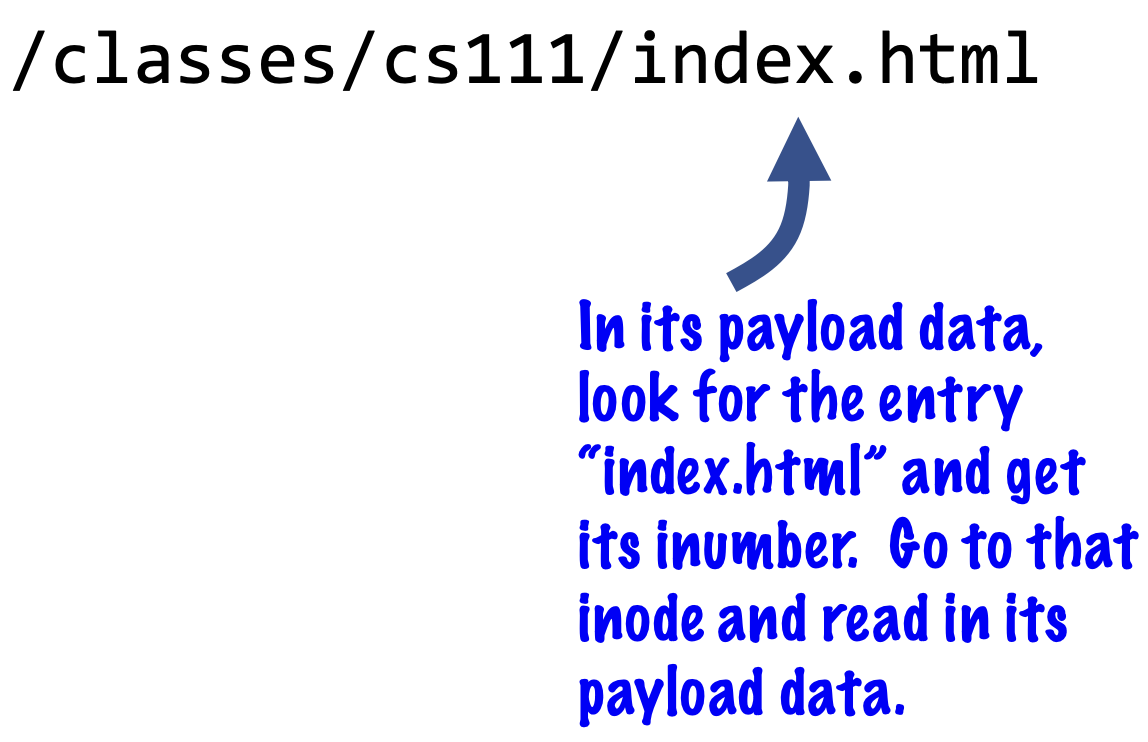 /classes/cs111/index.html
In its payload data,
look for the entry
“index.html” and get
its inumber.  Go to that
inode and read in its
payload data.